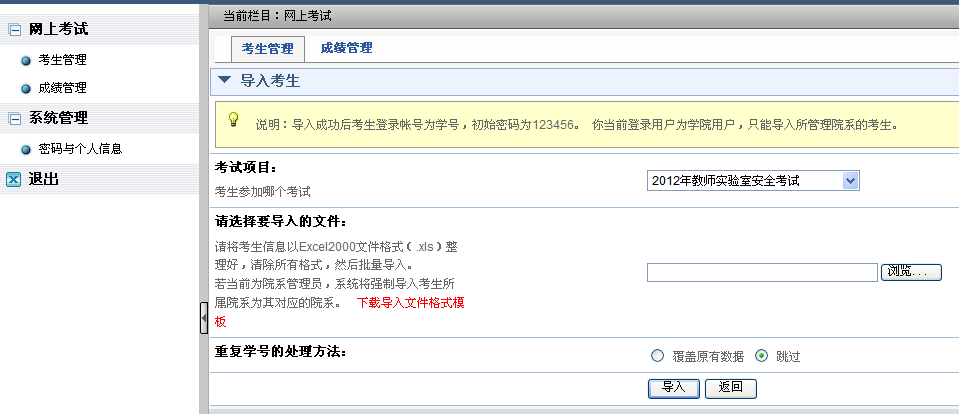 网上考试
考生管理
成绩管理
系统管理
密码与个人信息
退出
当前栏目：网上考试
考生管理 成绩管理
导入考生
说明：导入成功后考生登录帐号为学号，初始密码为123456。 你当前登录用户为学院用户，只能导入所管理院系的考生。
考试项目：
考生参加哪个考试
2012年教师实验室安全考试
请选择要导入的文件：
请将考生信息以Excel2000文件格式（.xls）整
理好，清除所有格式，然后批量导入。
若当前为院系管理员，系统将强制导入考生所
属院系为其对应的院系。 下载导入文件格式模
板
浏览...
重复学号的处理方法：
覆盖原有数据 跳过
导入 返回